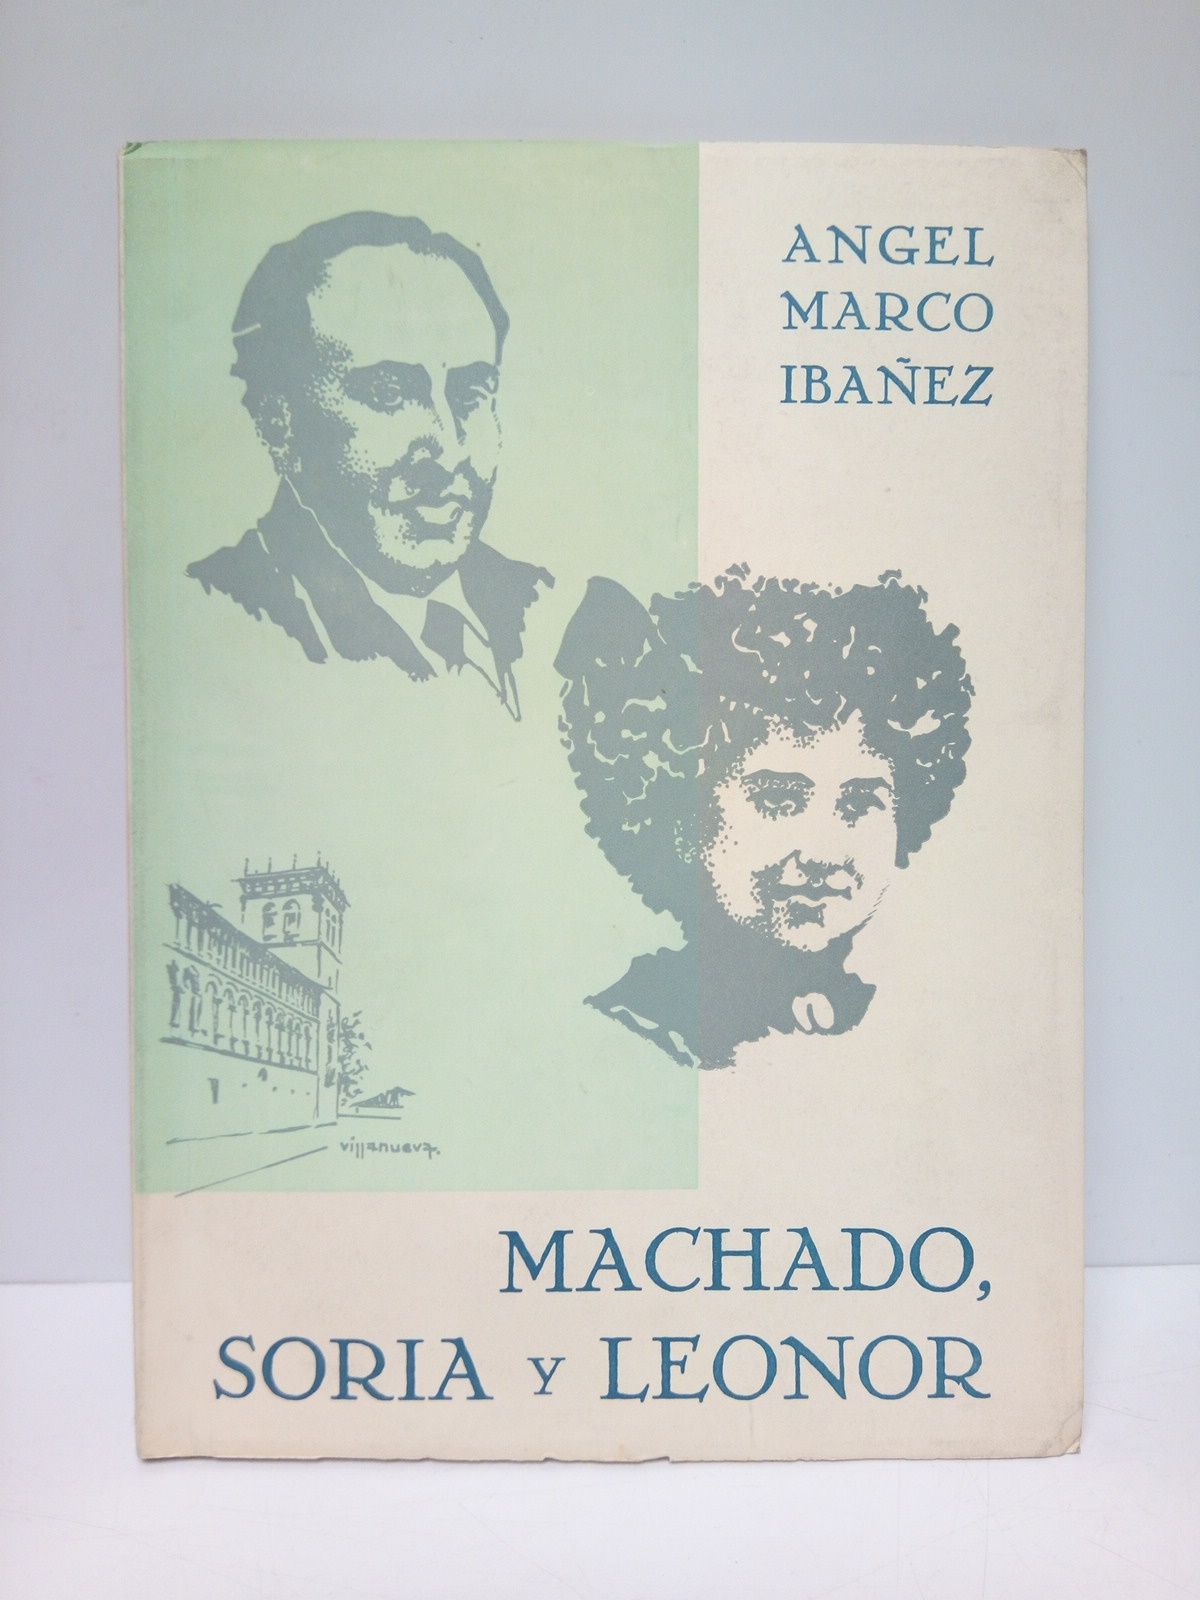 ANGEL
MARCO
IBAÑEZ
villanueva.
MACHADO,
SORIA Y LEONOR